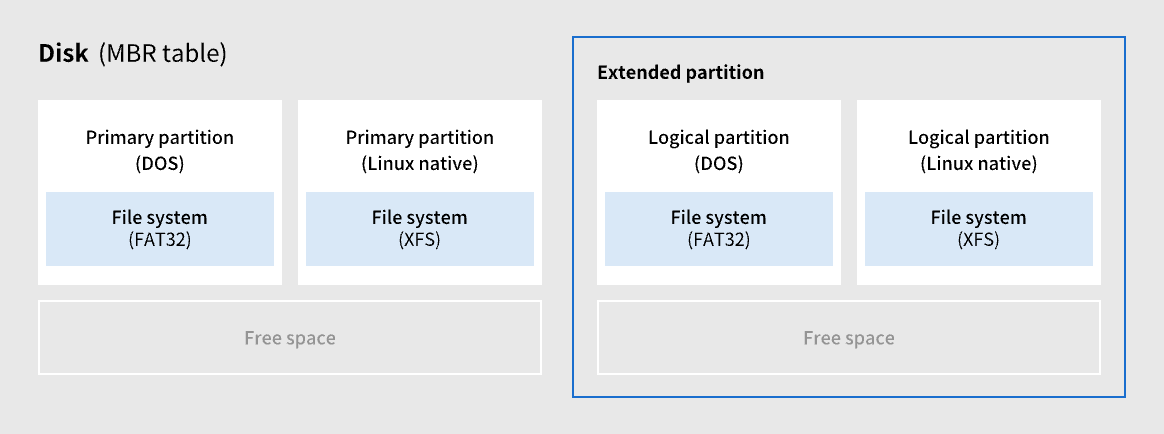 Disk (MBR table)
Primary partition
(DOS)
File system
(FAT32)
Primary partition
(Linux native)
File system
(XFS)
Free space
Extended partition
Logical partition
(DOS)
File system
(FAT32)
Logical partition
(Linux native)
File system
(XFS)
Free space